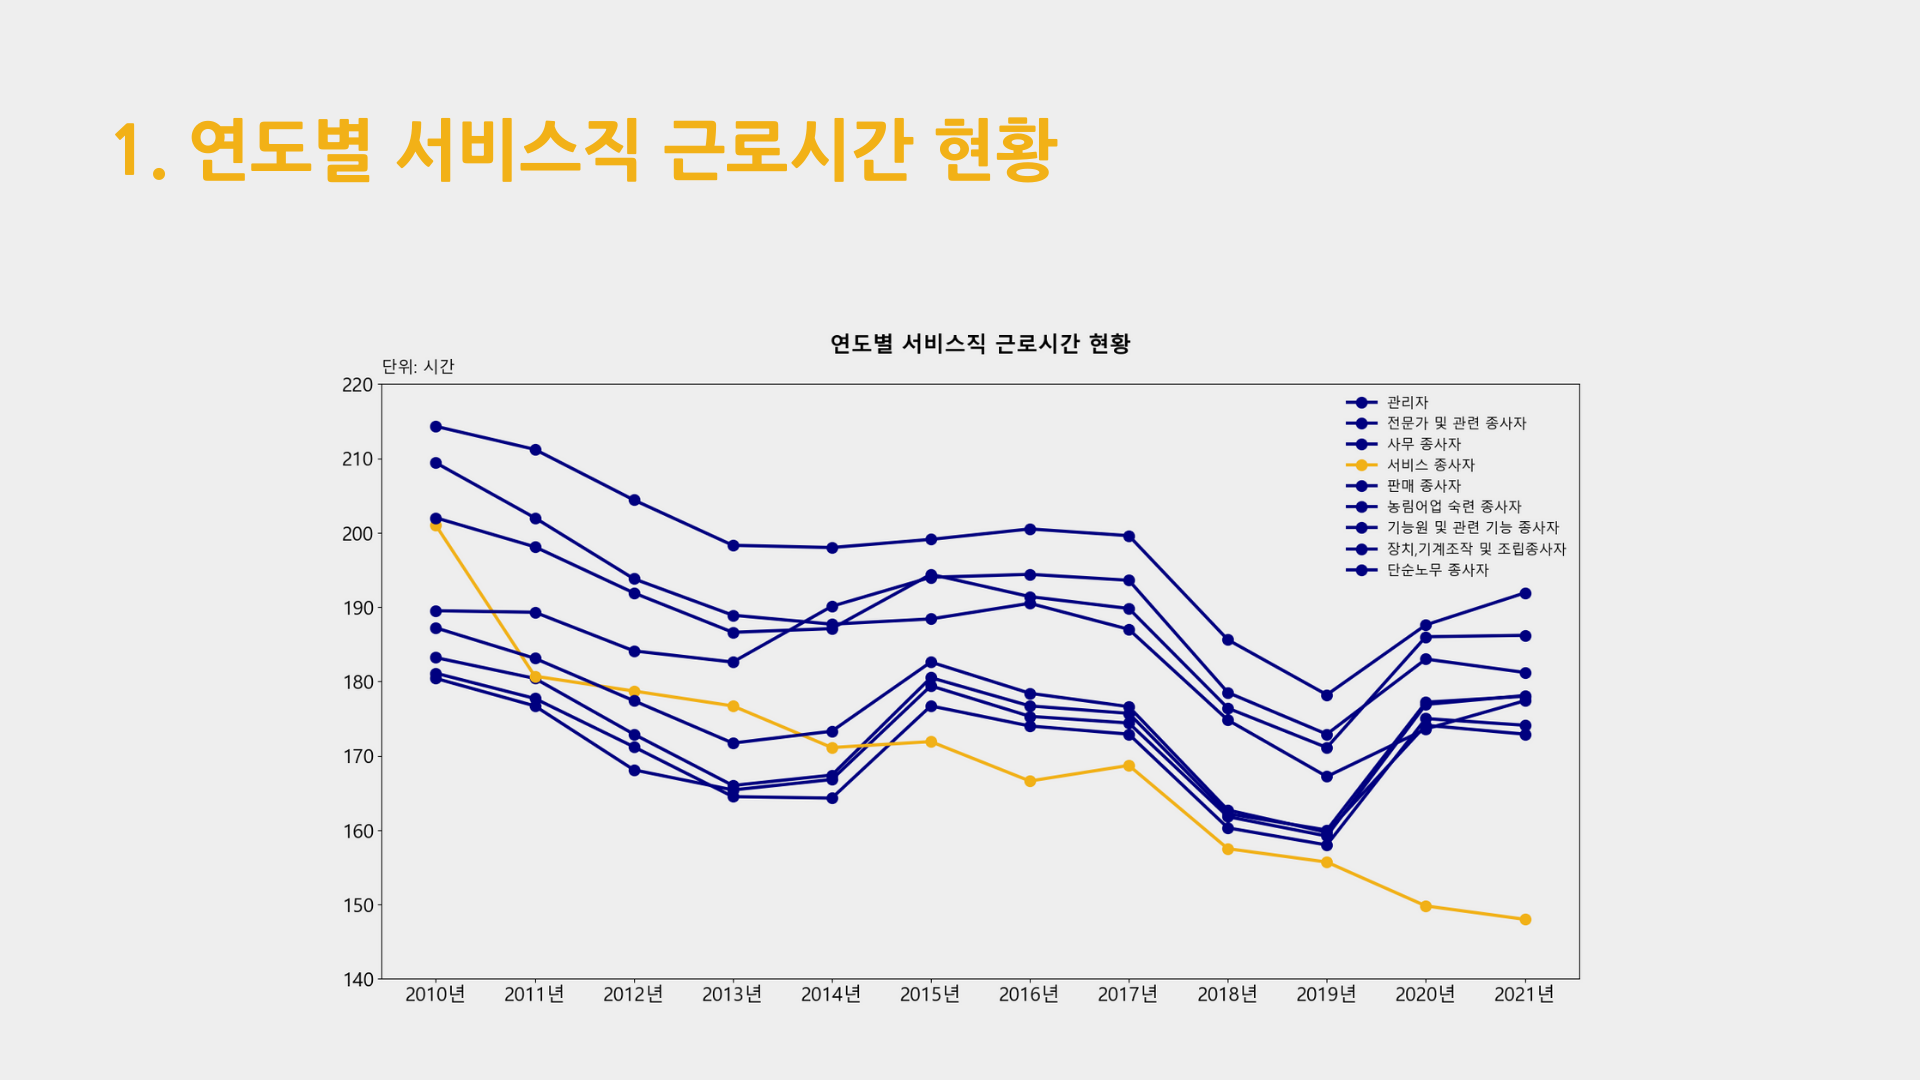 1. 연도별 서비스직 근로시간 현황
연도별 서비스직 근로시간 현황
단위: 시간
220
210
200
190
180
170
160
150
140
관리자
전문가 및 관련 종사자
사무 종사자
서비스 종사자
판매 종사자
농림어업 숙련 종사자
기능원 및 관련 기능 종사자
장치,기계조작 및 조립종사자
단순노무 종사자
2010년 2011년 2012년 2013년 2014년 2015년 2016년 2017년 2018년 2019년 2020년 2021년